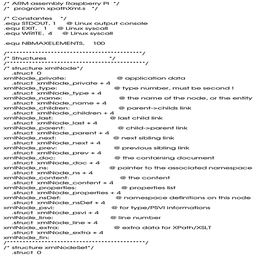 /* ARM assembly Raspberry PI */
/* program xpathXml.s */

/* Constantes */
.equ STDOUT, 1 @ Linux output console
.equ EXIT, 1 @ Linux syscall
.equ WRITE, 4 @ Linux syscall

.equ NBMAXELEMENTS, 100

/*******************************************/
/* Structures */
/********************************************/
/* structure xmlNode*/
.struct 0
xmlNode_private: @ application data
.struct xmlNode_private + 4
xmlNode_type: @ type number, must be second !
.struct xmlNode_type + 4
xmlNode_name: @ the name of the node, or the entity
.struct xmlNode_name + 4
xmlNode_children: @ parent->childs link
.struct xmlNode_children + 4
xmlNode_last: @ last child link
.struct xmlNode_last + 4
xmlNode_parent: @ child->parent link
.struct xmlNode_parent + 4
xmlNode_next: @ next sibling link
.struct xmlNode_next + 4
xmlNode_prev: @ previous sibling link
.struct xmlNode_prev + 4
xmlNode_doc: @ the containing document
.struct xmlNode_doc + 4
xmlNode_ns: @ pointer to the associated namespace
.struct xmlNode_ns + 4
xmlNode_content: @ the content
.struct xmlNode_content + 4
xmlNode_properties: @ properties list
.struct xmlNode_properties + 4
xmlNode_nsDef: @ namespace definitions on this node
.struct xmlNode_nsDef + 4
xmlNode_psvi: @ for type/PSVI informations
.struct xmlNode_psvi + 4
xmlNode_line: @ line number
.struct xmlNode_line + 4
xmlNode_extra: @ extra data for XPath/XSLT
.struct xmlNode_extra + 4
xmlNode_fin:
/********************************************/
/* structure xmlNodeSet*/
.struct 0